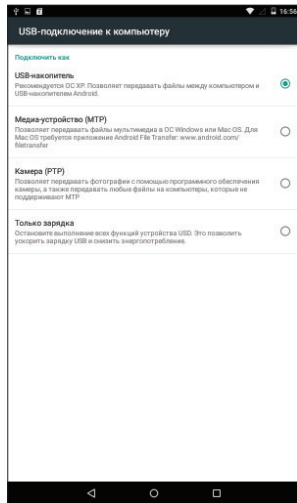 16:56
USB-подключение к компьютеру
Подключить как
USB-накопитель
Рекомендуется ОС XP. Позволяет передавать файлы между компьютером и
USB-накопителем Android.
Медиа-устройство (MTP)
Позволяет передавать файлы мультимедиа в ОС Windows или Mac OS. Для
Mac OS требуется приложение Android File Transfer: www.android.com/
filetransfer
Камера (PTP)
Позволяет передавать фотографии с помощью программного обеспечения
камеры, а также передавать любые файлы на компьютеры, которые не
поддерживают MTP
Только зарядка
Остановите выполнение всех функций устройства USD. Это позволить
ускорить зарядку USB и снизить энергопотребление.